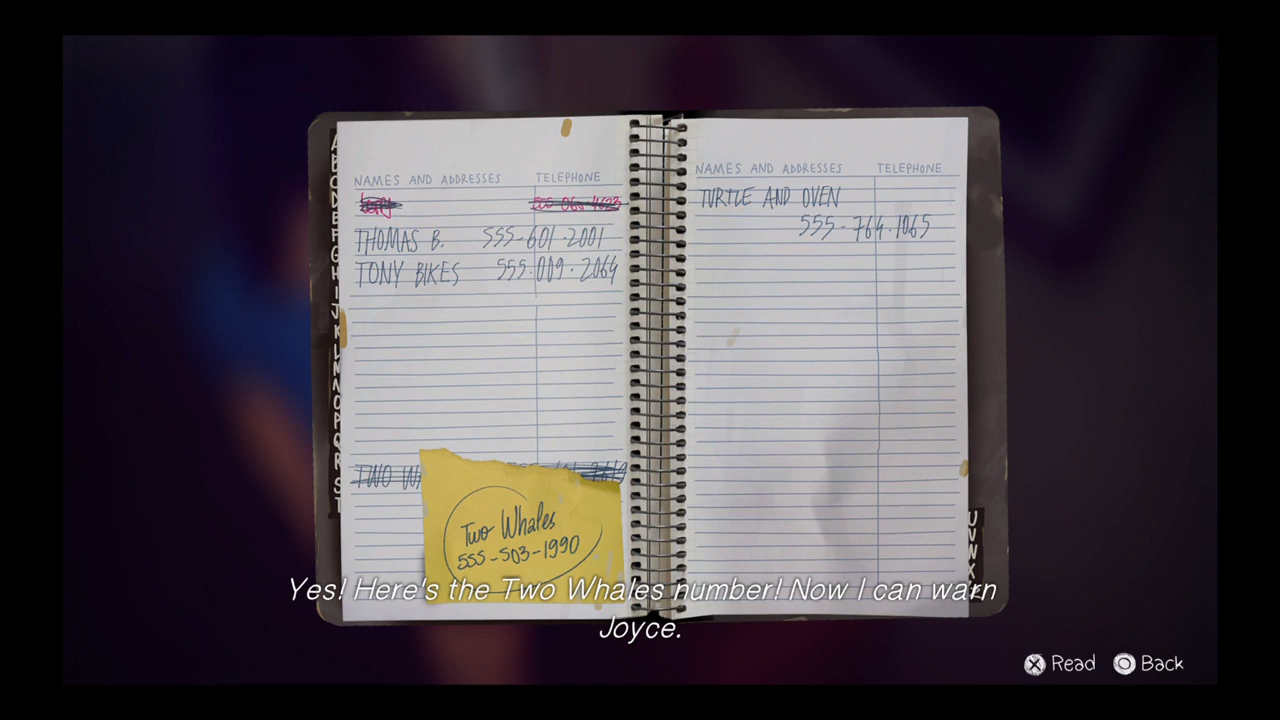 A
B
C
D
E
F
G
H
I
J
K
L
M
N
O
P
Q
R
S
T
NAMES AND ADDRESSES TELEPHONE
THOMAS B. 555-601·2001
TONY BIKES 555·009·2064
TWO
Two Whales
555-503-1990
NAMES AND ADDRESSES TELEPHONE
TURTLE AND OVEN
555-764·1065
U
V
W
X
Yes! Here's the Two Whales number! Now I can warn
Joyce.
Read Back